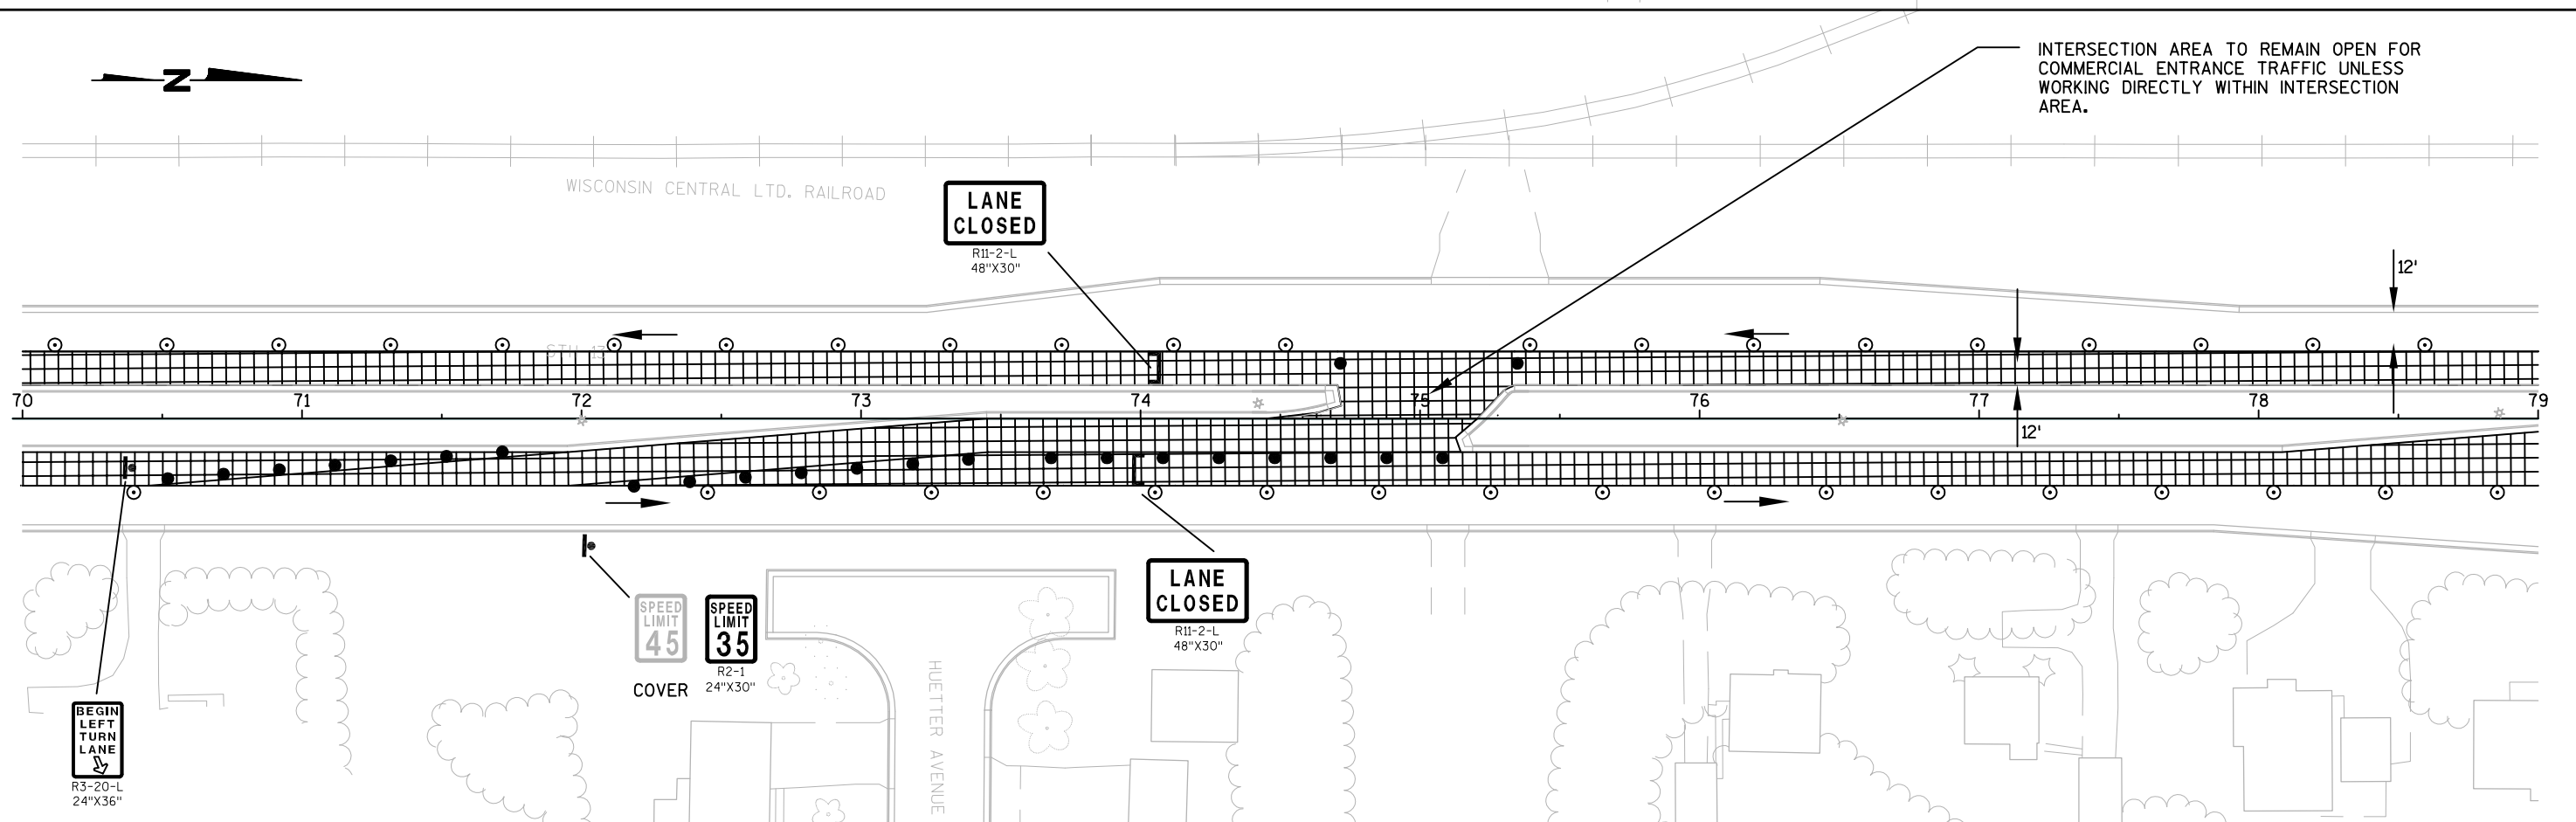 N
INTERSECTION AREA TO REMAIN OPEN FOR
COMMERCIAL ENTRANCE TRAFFIC UNLESS
WORKING DIRECTLY WITHIN INTERSECTION
AREA.
WISCONSIN CENTRAL LTD. RAILROAD
LANE
CLOSED
R11-2-L
48"X30"
12'
STH 13
70 71 72 73 74 75 76 77 78 79
12'
LANE
CLOSED
R11-2-L
48"X30"
SPEED
LIMIT
45
COVER
SPEED
LIMIT
35
R2-1
24"X30"
HUETTER AVENUE
BEGIN
LEFT
TURN
LANE
R3-20-L
24"X36"